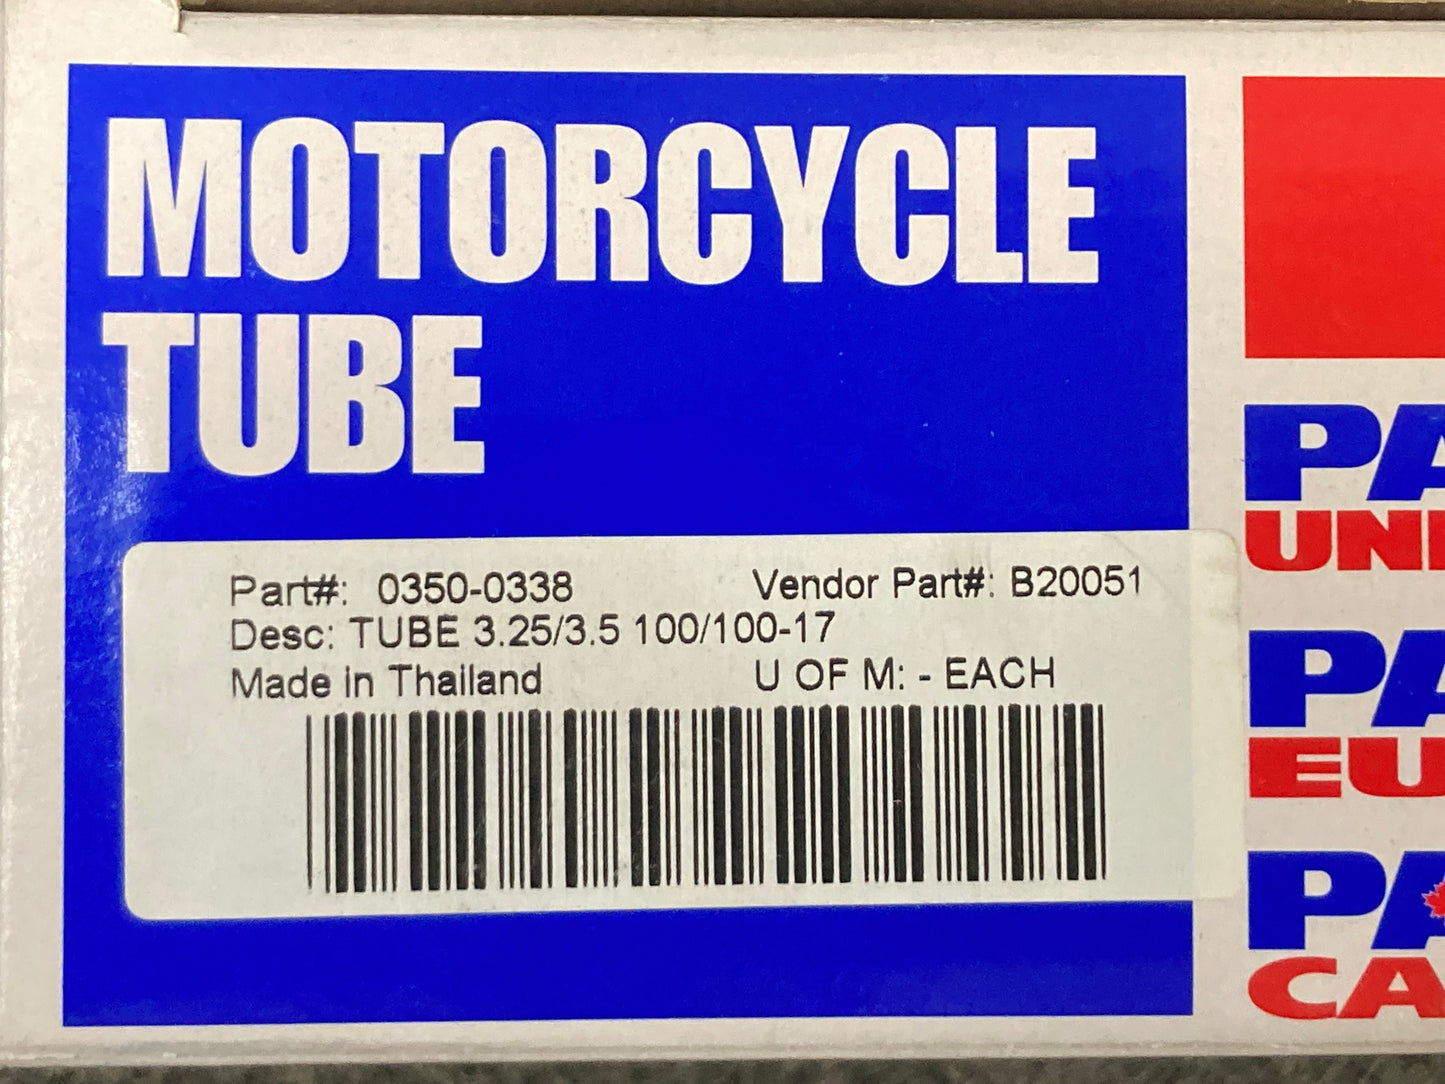 MOTORCYCLE
TUBE
Part#: 0350-0338 Vendor Part#: B20051
Desc: TUBE 3.25/3.5 100/100-17
Made in Thailand U OF M: - EACH